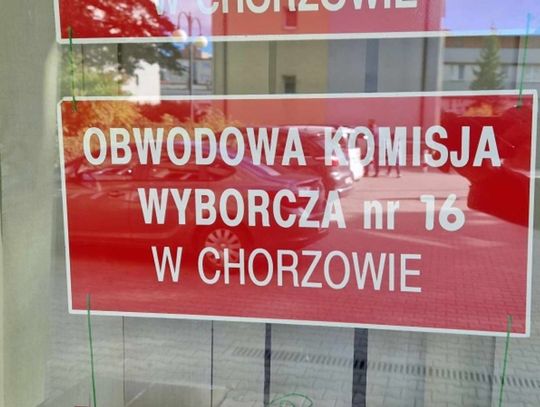 W CHORZOWIE
OBWODOWA KOMISJA
WYBORCZA nr 16
W CHORZOWIE